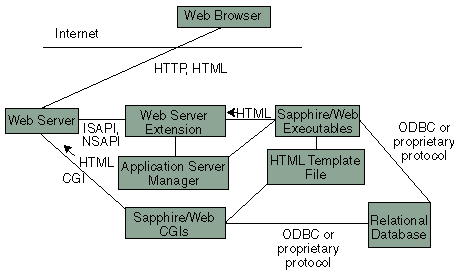 Web Browser
Internet
HTTP, HTML
Web Server
ISAPI,
NSAPI
Web Server
Extension
HTML
Sapphire/Web
Executables
ODBC or
proprietary
protocol
HTML
CGI
Application Server
Manager
HTML Template
File
Sapphire/Web
CGIs
ODBC or
proprietary
protocol
Relational
Database